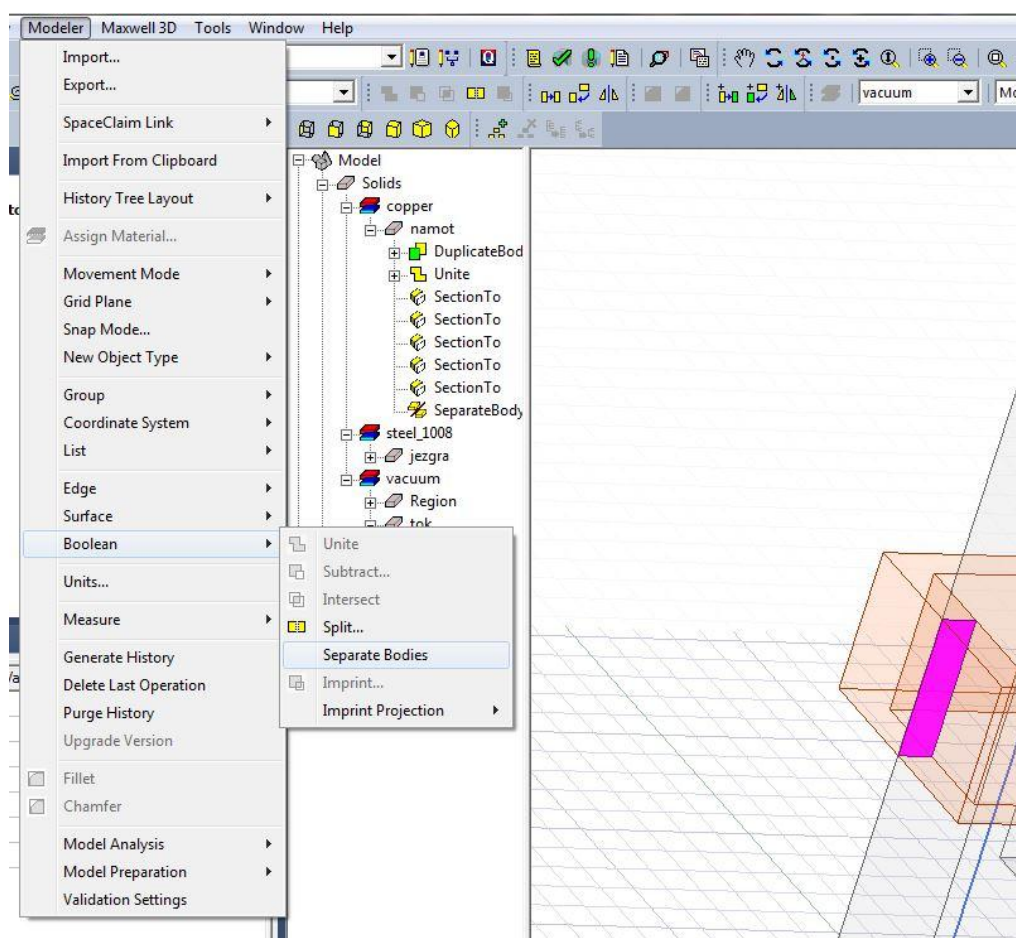 Modeler Maxwell 3D Tools Window Help
Import...
Export...
SpaceClaim Link
Import From Clipboard
History Tree Layout
Assign Material...
Movement Mode
Grid Plane
Snap Mode...
New Object Type
Group
Coordinate System
List
Edge
Surface
Boolean
Units...
Measure
Generate History
Delete Last Operation
Purge History
Upgrade Version
Fillet
Chamfer
Model Analysis
Model Preparation
Validation Settings
Unite
Subtract...
Intersect
Split...
Separate Bodies
Imprint...
Imprint Projection
vacuum
Model
Solids
copper
namot
DuplicateBod
Unite
SectionTo
SectionTo
SectionTo
SectionTo
SectionTo
SeparateBody
steel_1008
jezgra
vacuum
Region
tok